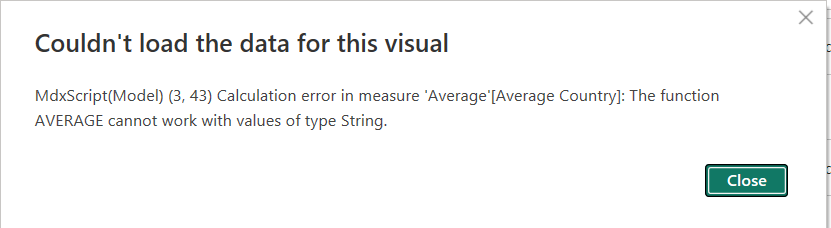 Couldn't load the data for this visual
MdxScript(Model) (3, 43) Calculation error in measure 'Average'[Average Country]: The function
AVERAGE cannot work with values of type String.
Close